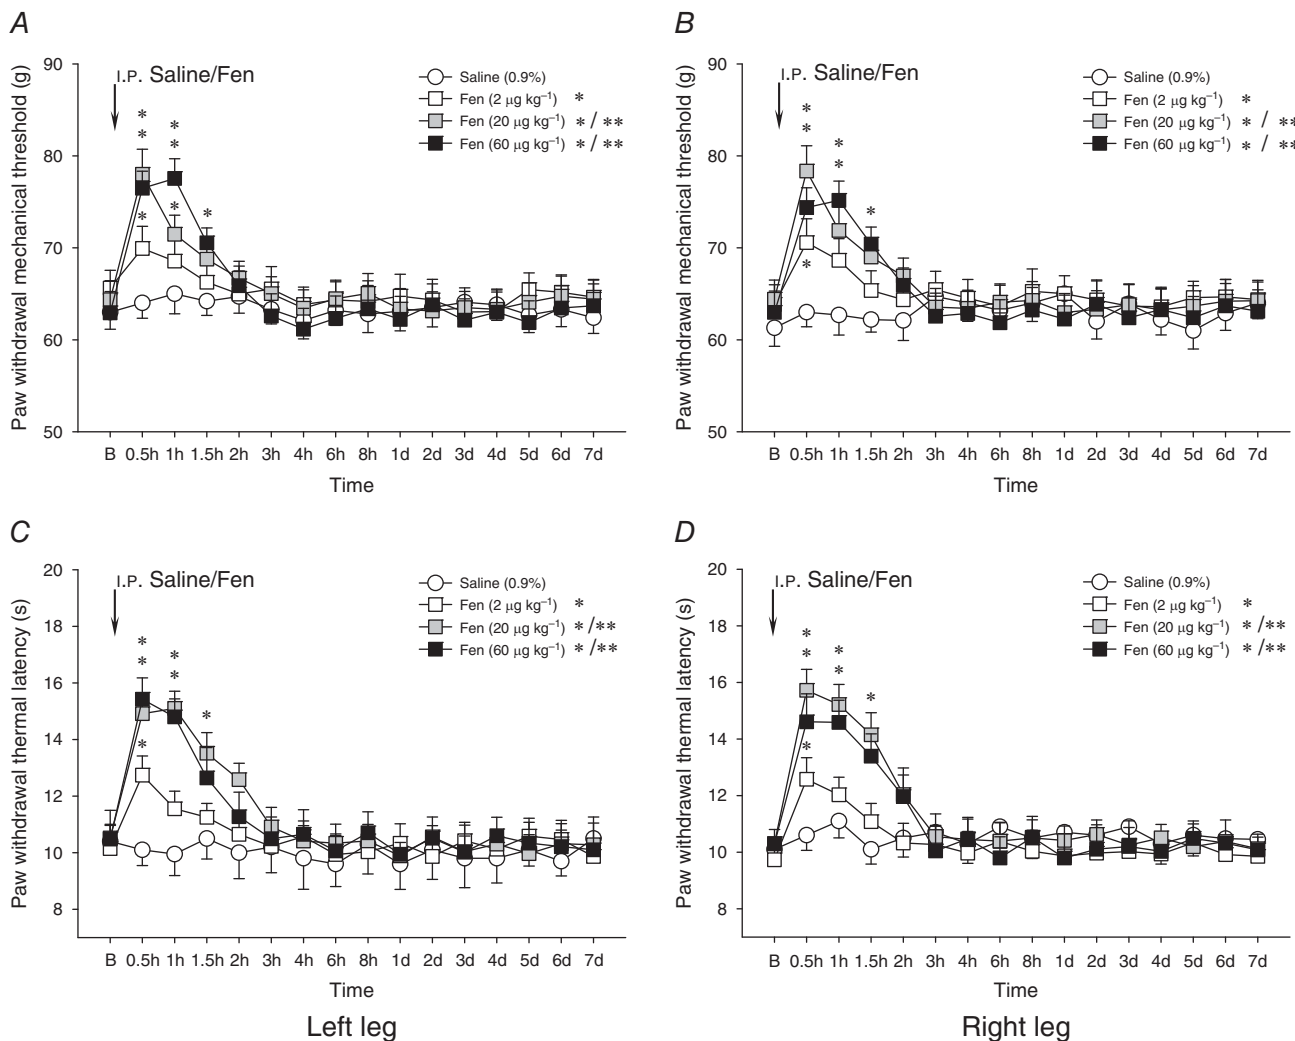 A
Paw withdrawal mechanical threshold (g)
90
80
70
60
50
I.P. Saline/Fen
Saline (0.9%)
Fen (2 μg kg⁻¹) *
Fen (20 μg kg⁻¹) * / **
Fen (60 μg kg⁻¹) * / **
* *
* *
*
* *
*
B 0.5h 1h 1.5h 2h 3h 4h 6h 8h 1d 2d 3d 4d 5d 6d 7d
Time
B
Paw withdrawal mechanical threshold (g)
90
80
70
60
50
I.P. Saline/Fen
Saline (0.9%)
Fen (2 μg kg⁻¹) *
Fen (20 μg kg⁻¹) * / **
Fen (60 μg kg⁻¹) * / **
*
* *
*
*
*
B 0.5h 1h 1.5h 2h 3h 4h 6h 8h 1d 2d 3d 4d 5d 6d 7d
Time
C
Paw withdrawal thermal latency (s)
20
18
16
14
12
10
8
I.P. Saline/Fen
Saline (0.9%)
Fen (2 μg kg⁻¹) *
Fen (20 μg kg⁻¹) * /**
Fen (60 μg kg⁻¹) * /**
* *
* *
*
*
B 0.5h 1h 1.5h 2h 3h 4h 6h 8h 1d 2d 3d 4d 5d 6d 7d
Time
Left leg
D
Paw withdrawal thermal latency (s)
20
18
16
14
12
10
8
I.P. Saline/Fen
Saline (0.9%)
Fen (2 μg kg⁻¹) *
Fen (20 μg kg⁻¹) * /**
Fen (60 μg kg⁻¹) * /**
*
* *
*
*
*
B 0.5h 1h 1.5h 2h 3h 4h 6h 8h 1d 2d 3d 4d 5d 6d 7d
Time
Right leg